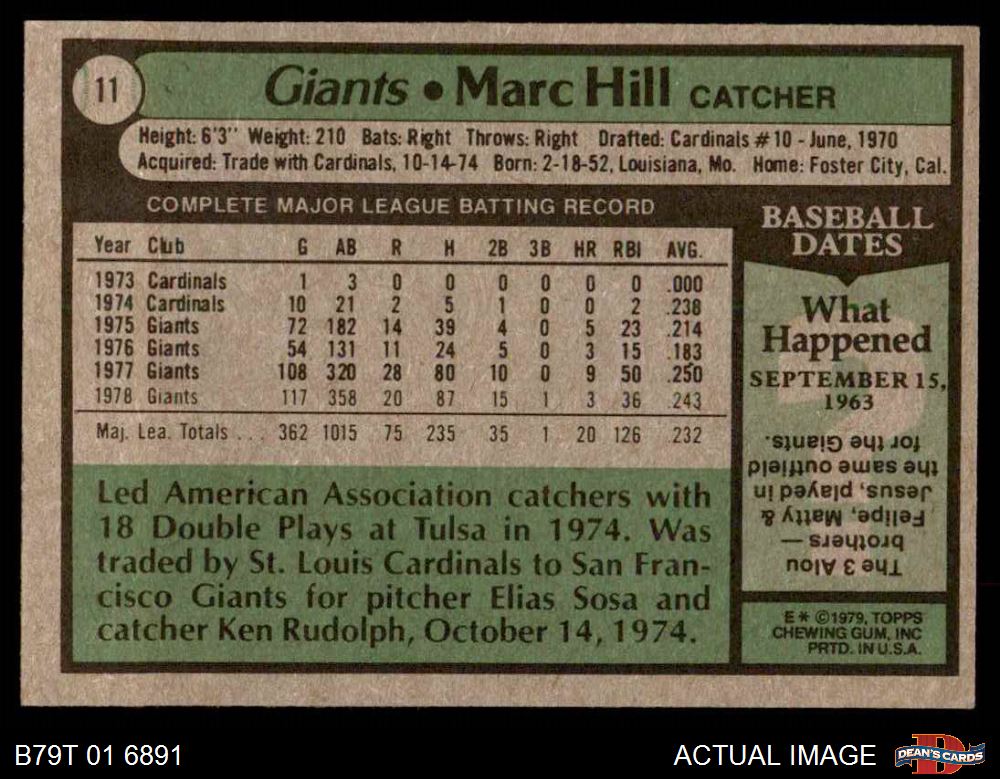 11
Giants • Marc Hill CATCHER
Height: 6'3" Weight: 210 Bats: Right Throws: Right Drafted: Cardinals #10 - June, 1970
Acquired: Trade with Cardinals, 10-14-74 Born: 2-18-52, Louisiana, Mo. Home: Foster City, Cal.
COMPLETE MAJOR LEAGUE BATTING RECORD
Year Club G AB R H 2B 3B HR RBI AVG.
1973 Cardinals 1 3 0 0 0 0 0 0 .000
1974 Cardinals 10 21 2 5 1 0 0 2 .238
1975 Giants 72 182 14 39 4 0 5 23 .214
1976 Giants 54 131 11 24 5 0 3 15 .183
1977 Giants 108 320 28 80 10 0 9 50 .250
1978 Giants 117 358 20 87 15 1 3 36 .243
Maj. Lea. Totals . . . 362 1015 75 235 35 1 20 126 .232
Led American Association catchers with
18 Double Plays at Tulsa in 1974. Was
traded by St. Louis Cardinals to San Fran-
cisco Giants for pitcher Elias Sosa and
catcher Ken Rudolph, October 14, 1974.
BASEBALL
DATES
What
Happened
SEPTEMBER 15,
1963
The 3 Alou
brothers —
Felipe, Matty &
Jesus, played in
the same outfield
for the Giants.
E * ©1979, TOPPS
CHEWING GUM, INC
PRTD. IN U.S.A.
B79T 01 6891
ACTUAL IMAGE
DEAN'S CARDS